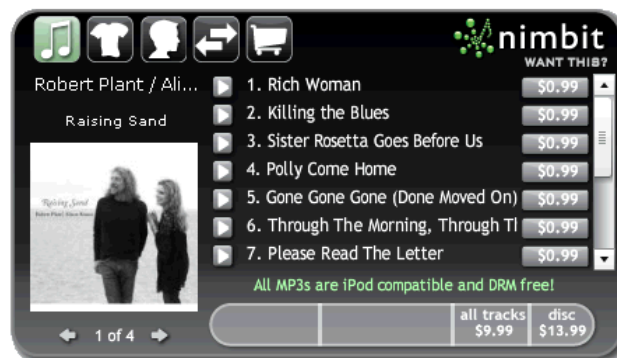 nimbit
WANT THIS?
Robert Plant / Ali...
Raising Sand
Raising Sand
1 of 4
1. Rich Woman $0.99
2. Killing the Blues $0.99
3. Sister Rosetta Goes Before Us $0.99
4. Polly Come Home $0.99
5. Gone Gone Gone (Done Moved On) $0.99
6. Through The Morning, Through Tl $0.99
7. Please Read The Letter $0.99
All MP3s are iPod compatible and DRM free!
all tracks
$9.99
disc
$13.99